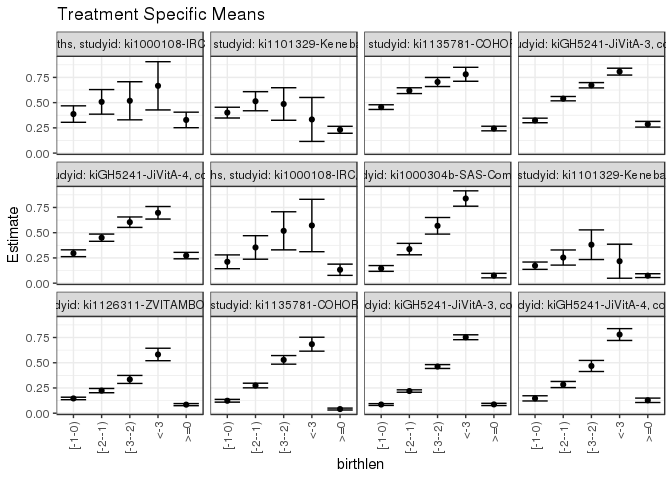 Treatment Specific Means
ths, studyid: ki1000108-IRC
studyid: ki1101329-Keneba
studyid: ki1135781-COHOR
udyid: kiGH5241-JiVitA-3, co
0.75
0.50
0.25
0.00
udyid: kiGH5241-JiVitA-4, co
hs, studyid: ki1000108-IRC
dyid: ki1000304b-SAS-Com
studyid: ki1101329-Keneba
0.75
0.50
0.25
0.00
Estimate
dyid: ki1126311-ZVITAMBO
studyid: ki1135781-COHOR
dyid: kiGH5241-JiVitA-3, co
dyid: kiGH5241-JiVitA-4, co
0.75
0.50
0.25
0.00
[-1-0)
[-2--1)
[-3--2)
<-3
>=0
[-1-0)
[-2--1)
[-3--2)
<-3
>=0
[-1-0)
[-2--1)
[-3--2)
<-3
>=0
[-1-0)
[-2--1)
[-3--2)
<-3
>=0
birthlen